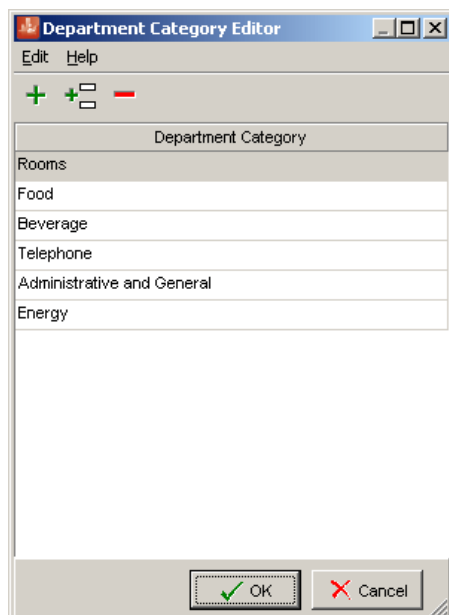 Department Category Editor
Edit Help
Department Category
Rooms
Food
Beverage
Telephone
Administrative and General
Energy
OK Cancel